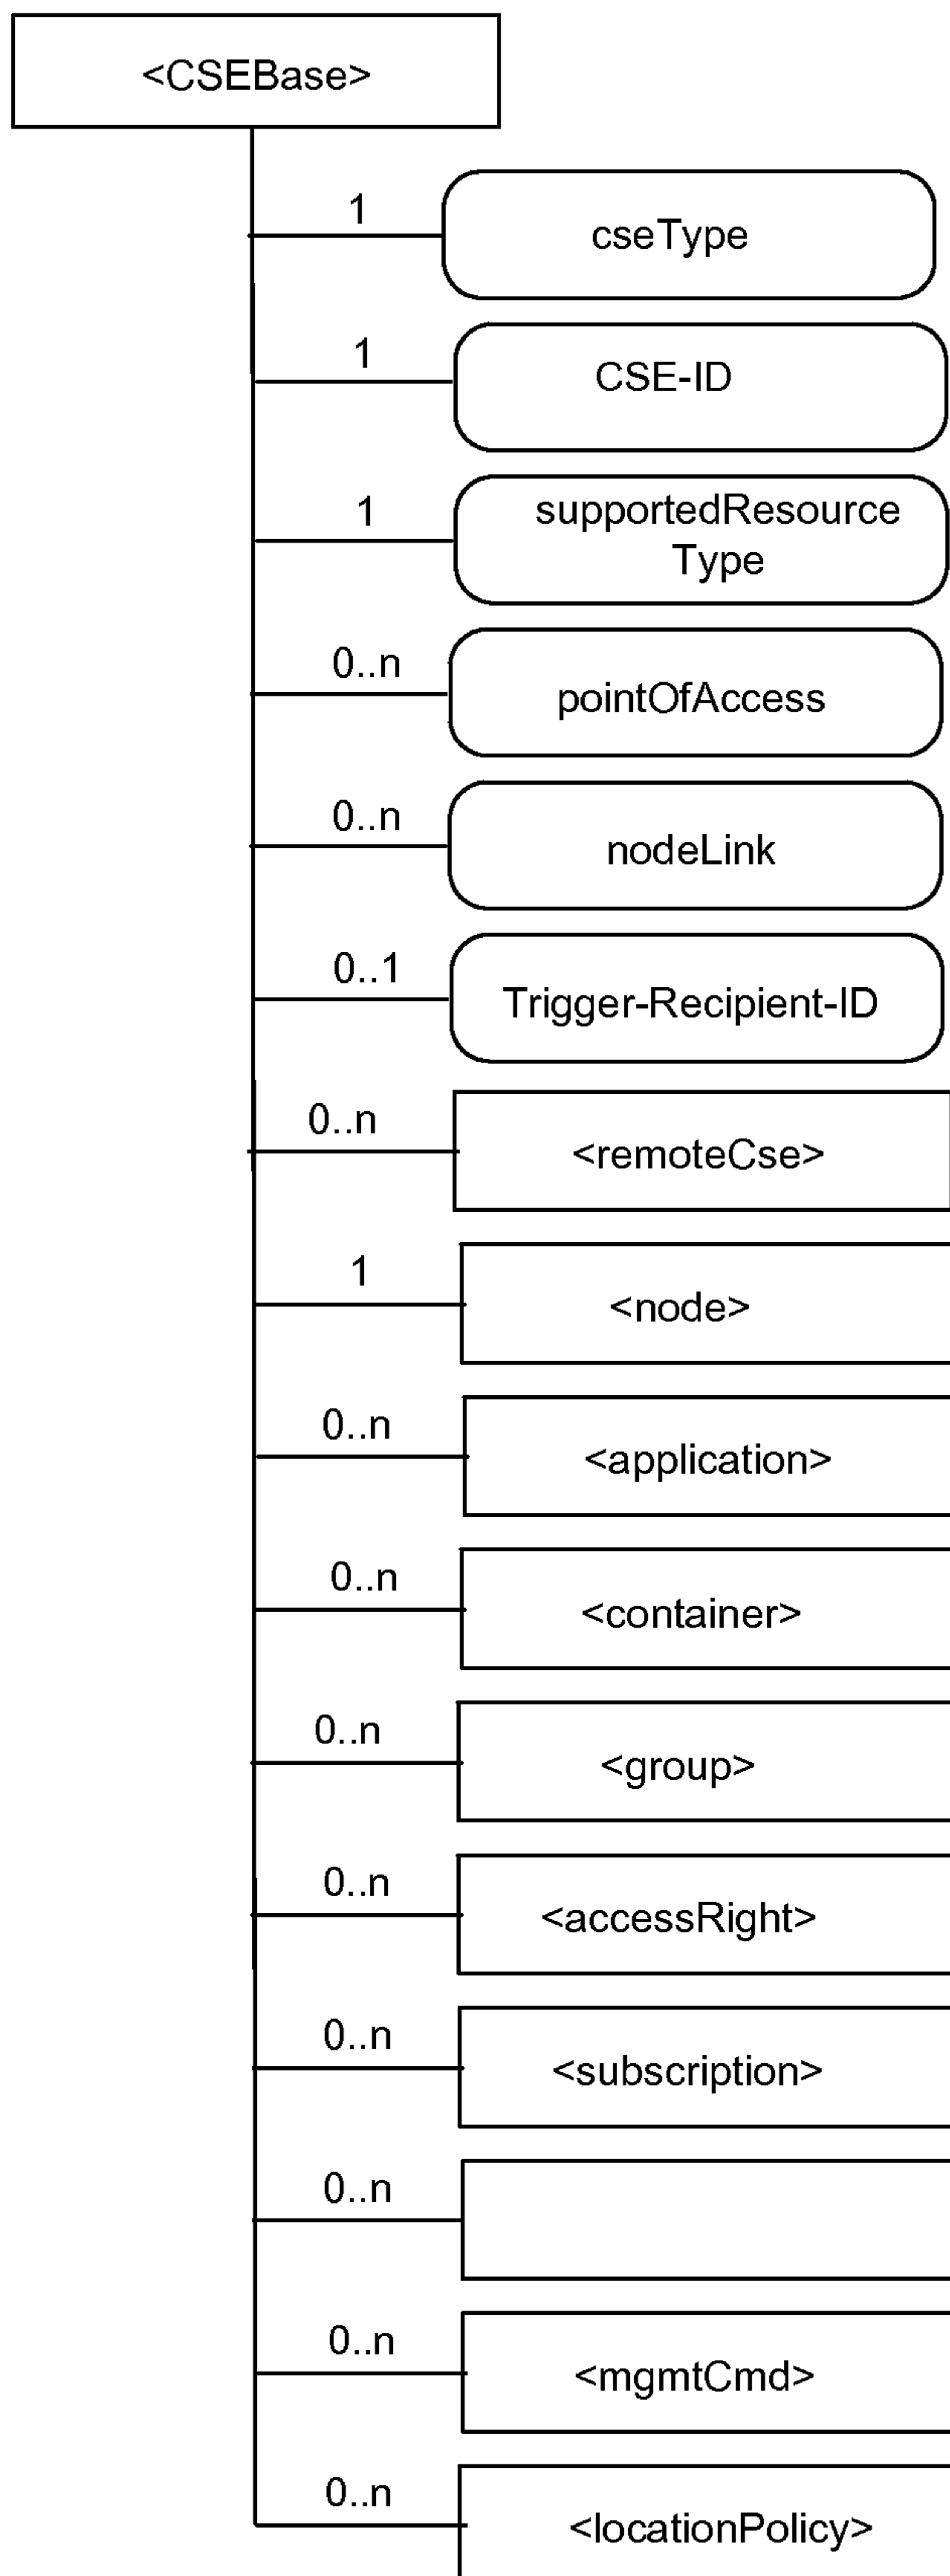 <CSEBase>
1
cseType
1
CSE-ID
1
supportedResource
Type
0..n
pointOfAccess
0..n
nodeLink
0..1
Trigger-Recipient-ID
0..n
<remoteCse>
1
<node>
0..n
<application>
0..n
<container>
0..n
<group>
0..n
<accessRight>
0..n
<subscription>
0..n
0..n
<mgmtCmd>
0..n
<locationPolicy>